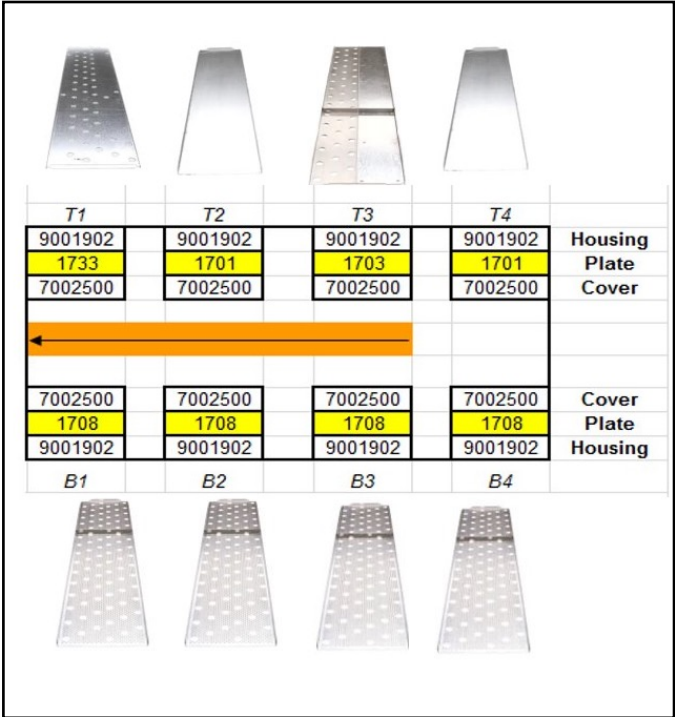 T1 T2 T3 T4
9001902 9001902 9001902 9001902 Housing
1733 1701 1703 1701 Plate
7002500 7002500 7002500 7002500 Cover
7002500 7002500 7002500 7002500 Cover
1708 1708 1708 1708 Plate
9001902 9001902 9001902 9001902 Housing
B1 B2 B3 B4